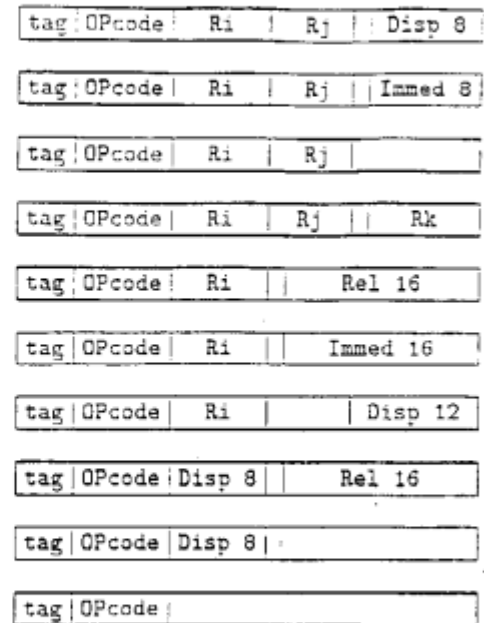 tag OPcode Ri Rj Disp 8
tag OPcode Ri Rj Immed 8
tag OPcode Ri Rj
tag OPcode Ri Rj Rk
tag OPcode Ri Rel 16
tag OPcode Ri Immed 16
tag OPcode Ri Disp 12
tag OPcode Disp 8 Rel 16
tag OPcode Disp 8
tag OPcode